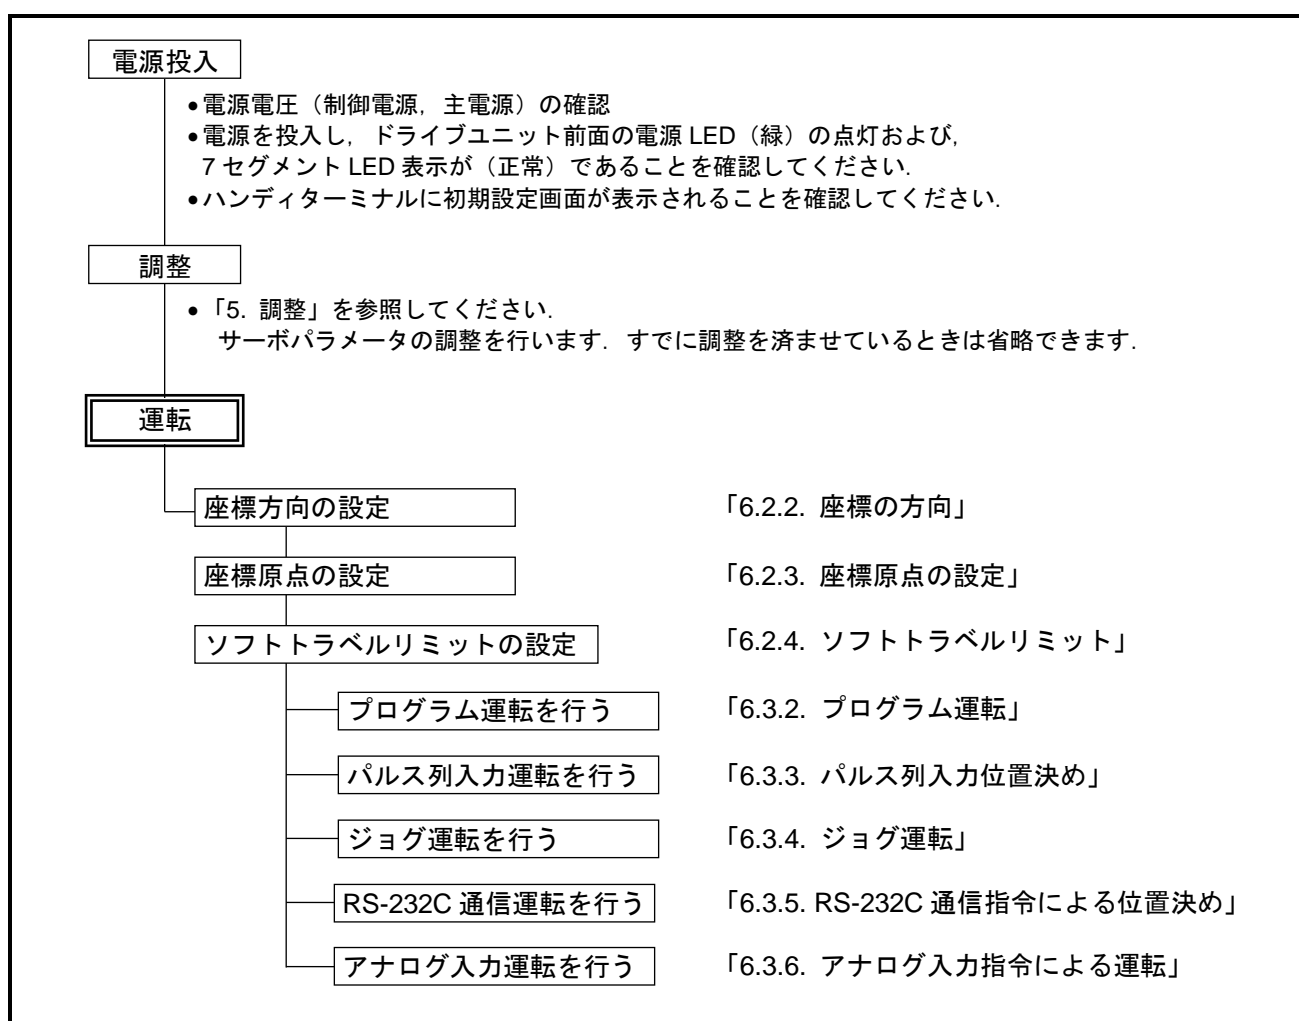 電源投入
•電源電圧（制御電源，主電源）の確認
•電源を投入し，ドライブユニット前面の電源 LED（緑）の点灯および，
7 セグメント LED 表示が（正常）であることを確認してください．
•ハンディターミナルに初期設定画面が表示されることを確認してください．
調整
•「5. 調整」を参照してください．
サーボパラメータの調整を行います．すでに調整を済ませているときは省略できます．
運転
座標方向の設定 「6.2.2. 座標の方向」
座標原点の設定 「6.2.3. 座標原点の設定」
ソフトトラベルリミットの設定 「6.2.4. ソフトトラベルリミット」
プログラム運転を行う 「6.3.2. プログラム運転」
パルス列入力運転を行う 「6.3.3. パルス列入力位置決め」
ジョグ運転を行う 「6.3.4. ジョグ運転」
RS-232C 通信運転を行う 「6.3.5. RS-232C 通信指令による位置決め」
アナログ入力運転を行う 「6.3.6. アナログ入力指令による運転」